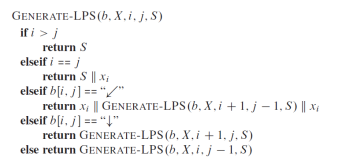 GENERATE-LPS(b, X, i, j, S)
if i > j
return S
elseif i == j
return S ‖ xᵢ
elseif b[i, j] == “↙”
return xᵢ ‖ GENERATE-LPS(b, X, i + 1, j − 1, S) ‖ xᵢ
elseif b[i, j] == “↓”
return GENERATE-LPS(b, X, i + 1, j, S)
else return GENERATE-LPS(b, X, i, j − 1, S)